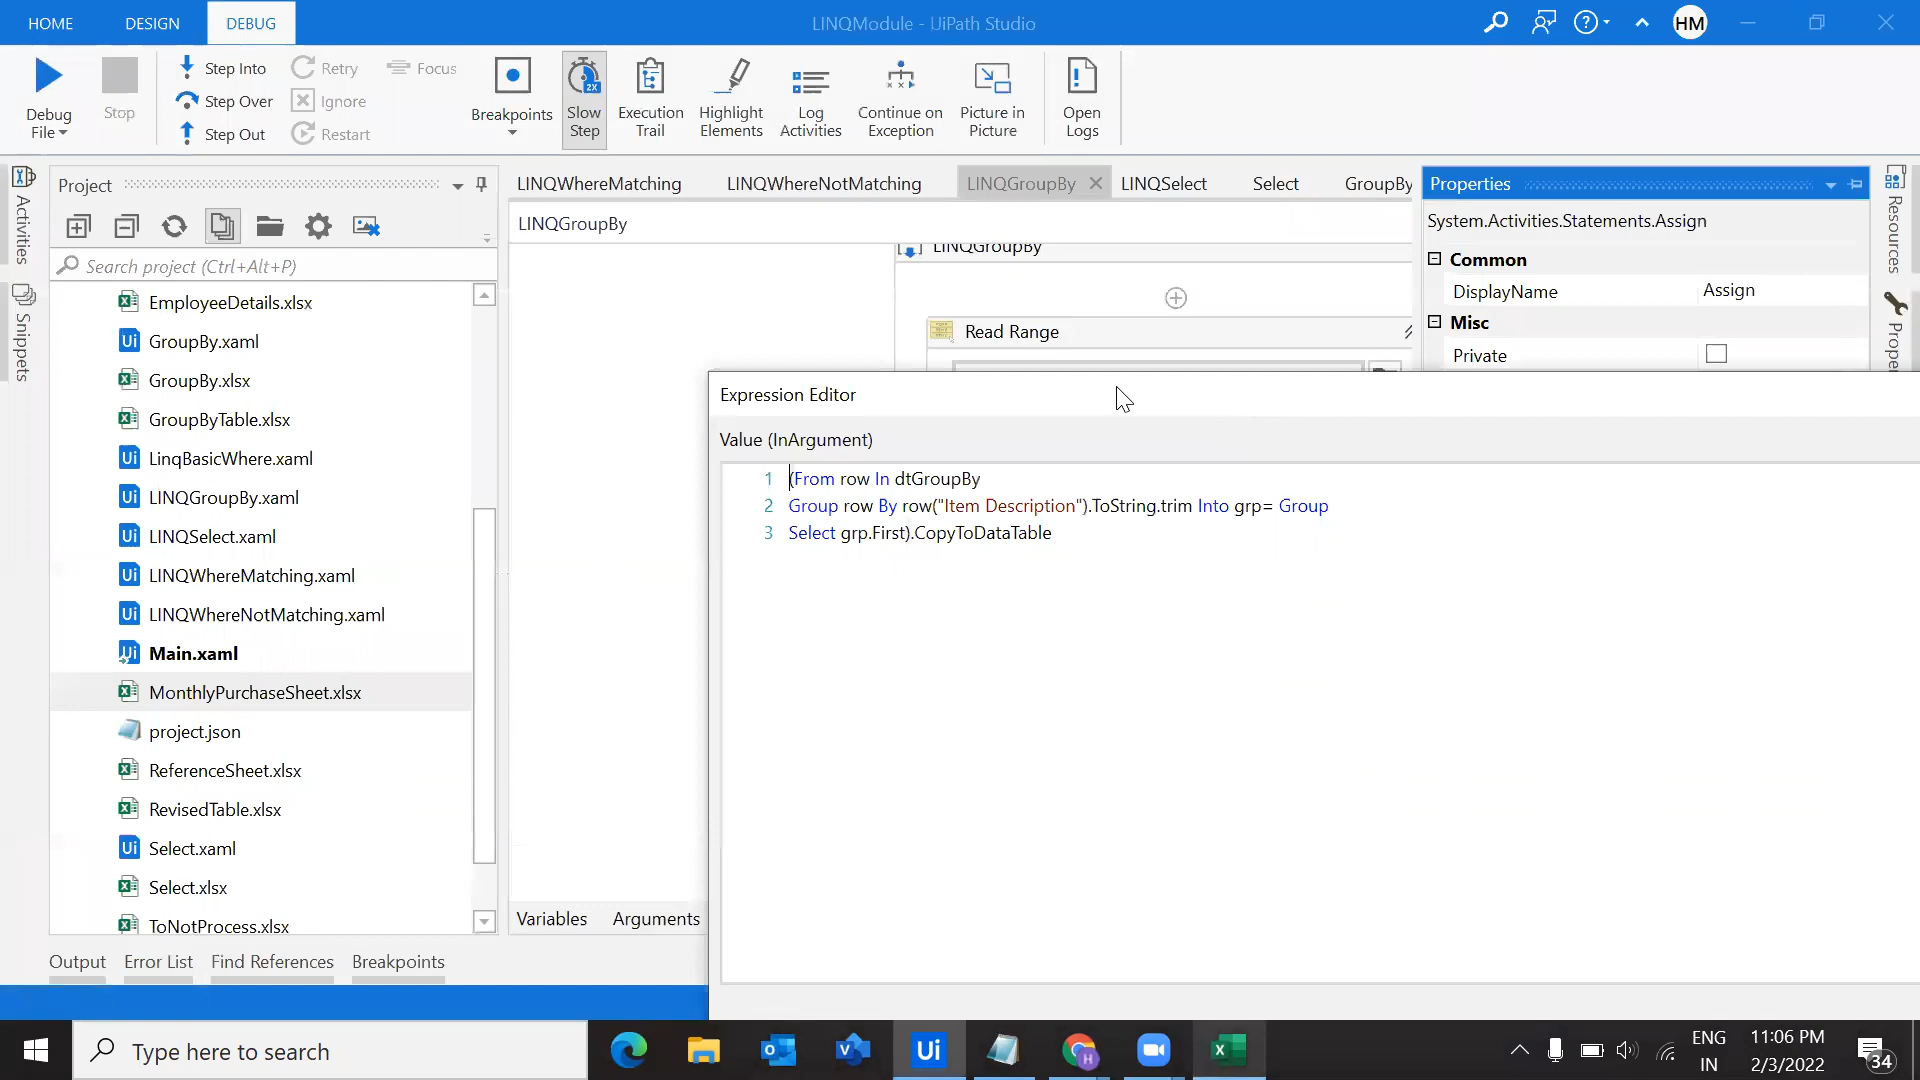 HOME DESIGN DEBUG LINQModule - UiPath Studio HM
Debug File
Stop
Step Into
Step Over
Step Out
Retry
Ignore
Restart
Focus
Breakpoints
Slow Step
Execution Trail
Highlight Elements
Log Activities
Continue on Exception
Picture in Picture
Open Logs
Activities
Snippets
Project
Search project (Ctrl+Alt+P)
EmployeeDetails.xlsx
GroupBy.xaml
GroupBy.xlsx
GroupByTable.xlsx
LinqBasicWhere.xaml
LINQGroupBy.xaml
LINQSelect.xaml
LINQWhereMatching.xaml
LINQWhereNotMatching.xaml
Main.xaml
MonthlyPurchaseSheet.xlsx
project.json
ReferenceSheet.xlsx
RevisedTable.xlsx
Select.xaml
Select.xlsx
ToNotProcess.xlsx
Output Error List Find References Breakpoints
LINQWhereMatching LINQWhereNotMatching LINQGroupBy LINQSelect Select GroupBy
LINQGroupBy
LINQGroupBy
Read Range
Variables Arguments
Properties
System.Activities.Statements.Assign
Common
DisplayName Assign
Misc
Private
Resources
Proper
Expression Editor
Value (InArgument)
1 (From row In dtGroupBy
2 Group row By row("Item Description").ToString.trim Into grp= Group
3 Select grp.First).CopyToDataTable
Type here to search
Ui
ENG
IN
11:06 PM
2/3/2022
34